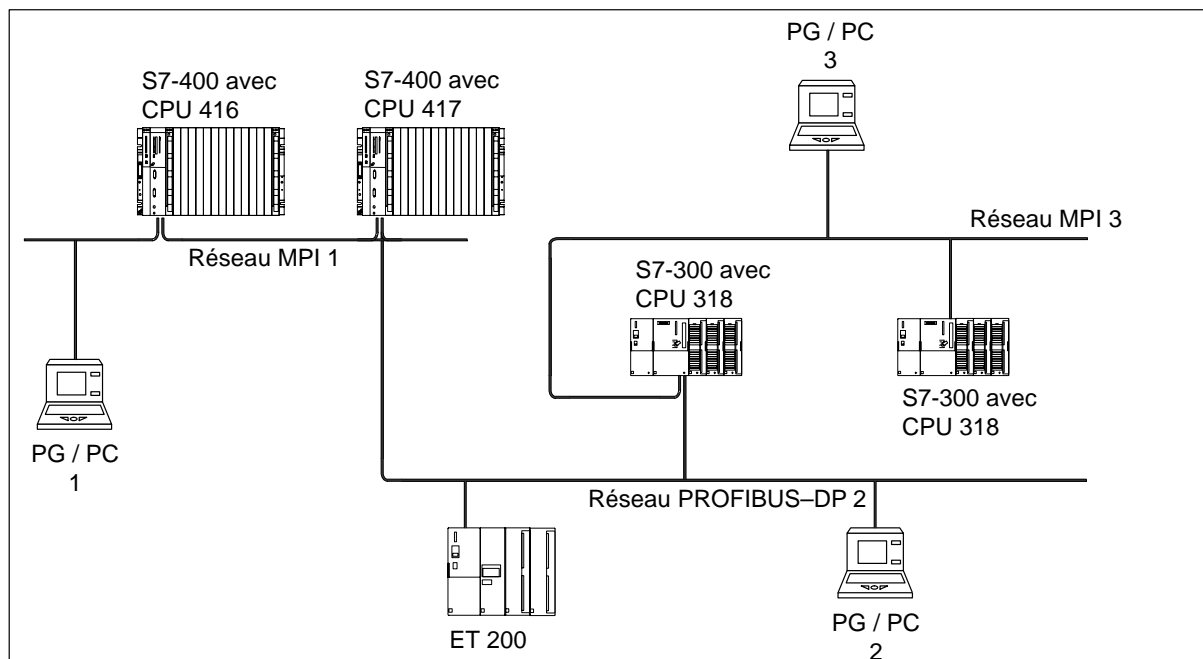 PG / PC
3
S7-400 avec
CPU 416
S7-400 avec
CPU 417
Réseau MPI 3
Réseau MPI 1
S7-300 avec
CPU 318
S7-300 avec
CPU 318
PG / PC
1
Réseau PROFIBUS–DP 2
ET 200
PG / PC
2